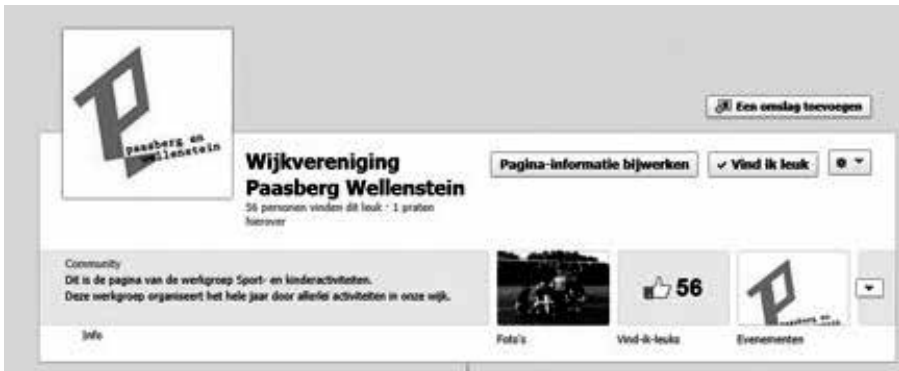 paasberg en
wellenstein
Een omslag toevoegen
Wijkvereniging
Paasberg Wellenstein
56 personen vinden dit leuk · 1 praten
hierover
Pagina-informatie bijwerken
✓ Vind ik leuk
Community
Dit is de pagina van de werkgroep Sport- en kinderactiviteiten.
Deze werkgroep organiseert het hele jaar door allerlei activiteiten in onze wijk.
Info
56
Foto's
Vind-ik-leuks
Evenementen